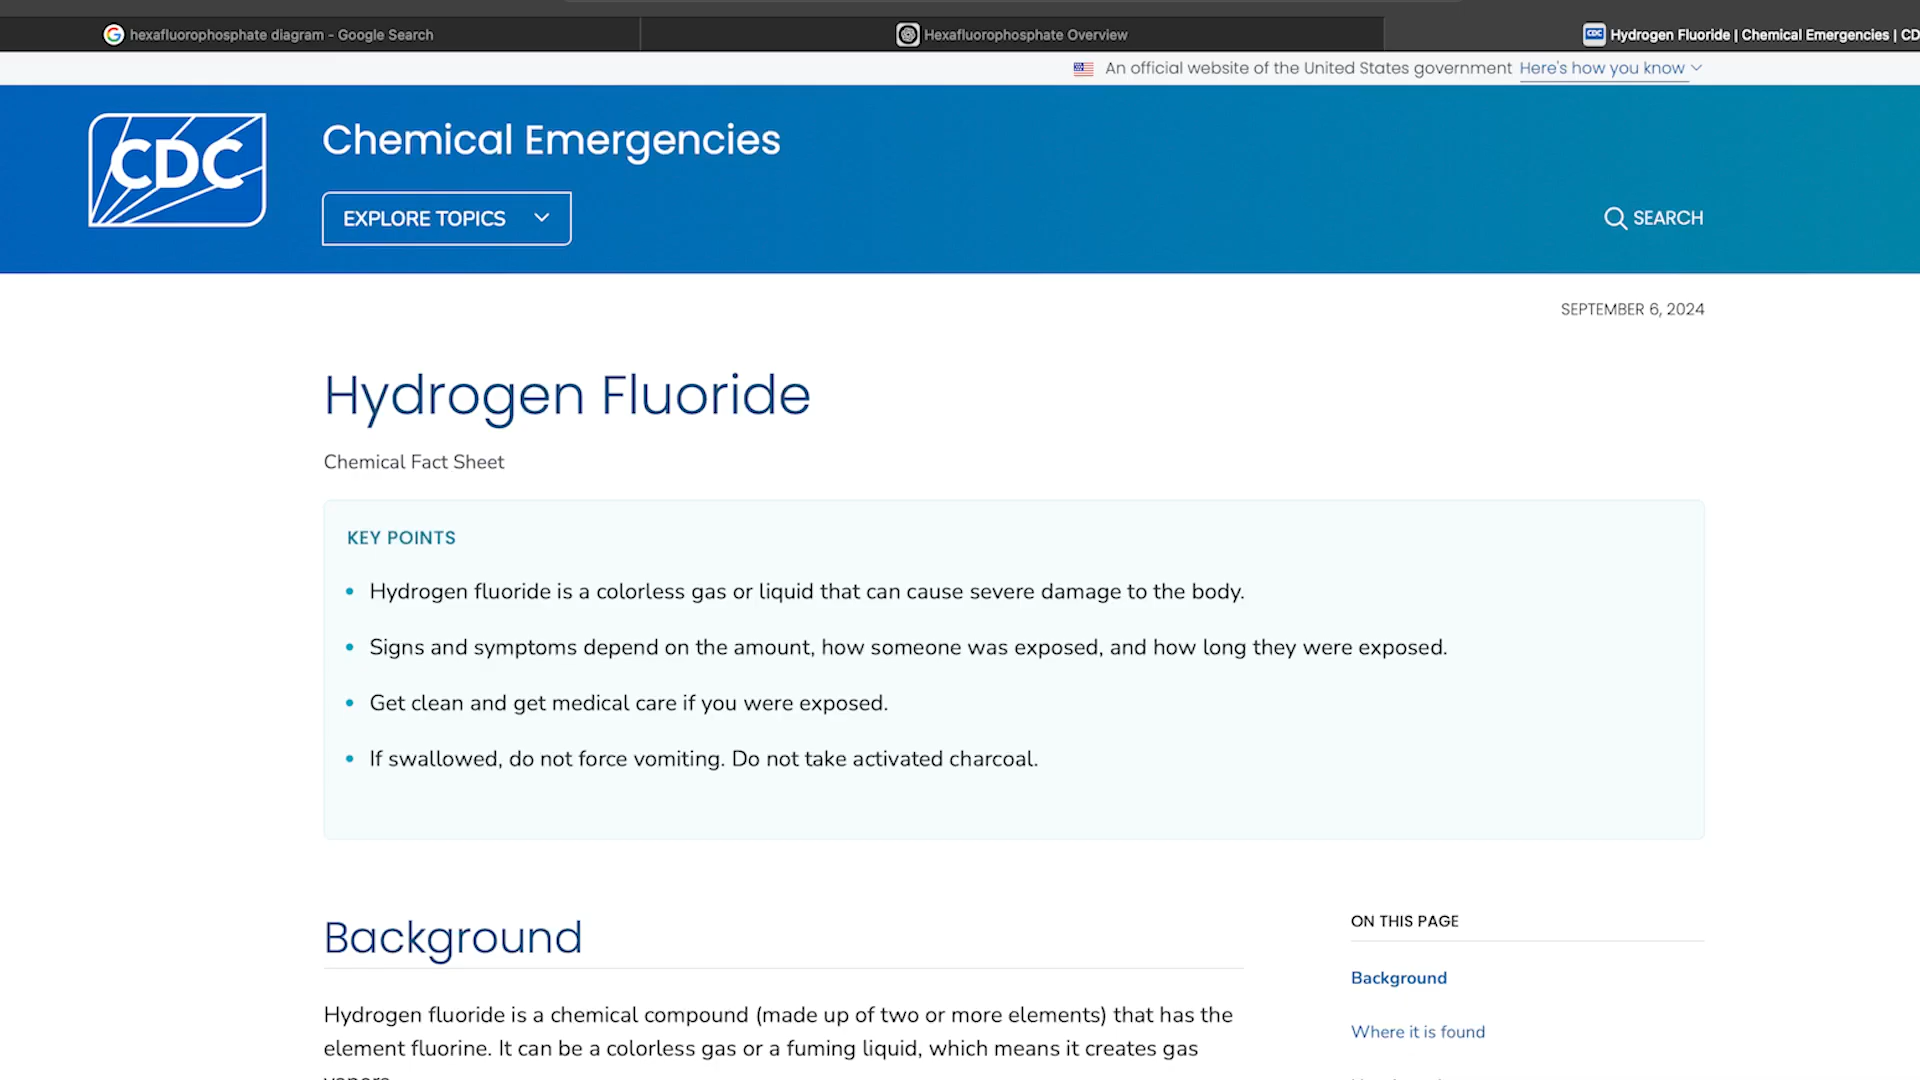 hexafluorophosphate diagram - Google Search
Hexafluorophosphate Overview
CDC Hydrogen Fluoride | Chemical Emergencies | CD
An official website of the United States government Here's how you know
CDC
Chemical Emergencies
EXPLORE TOPICS
SEARCH
SEPTEMBER 6, 2024
Hydrogen Fluoride
Chemical Fact Sheet
KEY POINTS
• Hydrogen fluoride is a colorless gas or liquid that can cause severe damage to the body.
• Signs and symptoms depend on the amount, how someone was exposed, and how long they were exposed.
• Get clean and get medical care if you were exposed.
• If swallowed, do not force vomiting. Do not take activated charcoal.
Background
Hydrogen fluoride is a chemical compound (made up of two or more elements) that has the
element fluorine. It can be a colorless gas or a fuming liquid, which means it creates gas
vapors.
ON THIS PAGE
Background
Where it is found